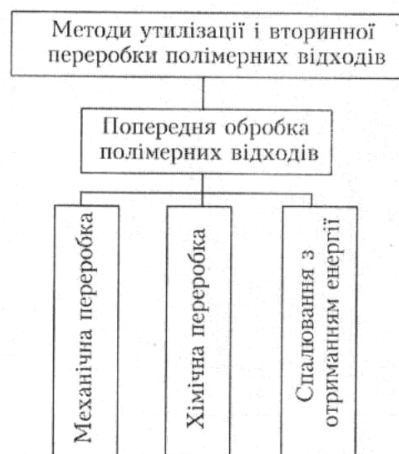 Методи утилізації і вторинної
переробки полімерних відходів
Попередня обробка
полімерних відходів
Механічна переробка
Хімічна переробка
Спалювання з
отриманням енергії